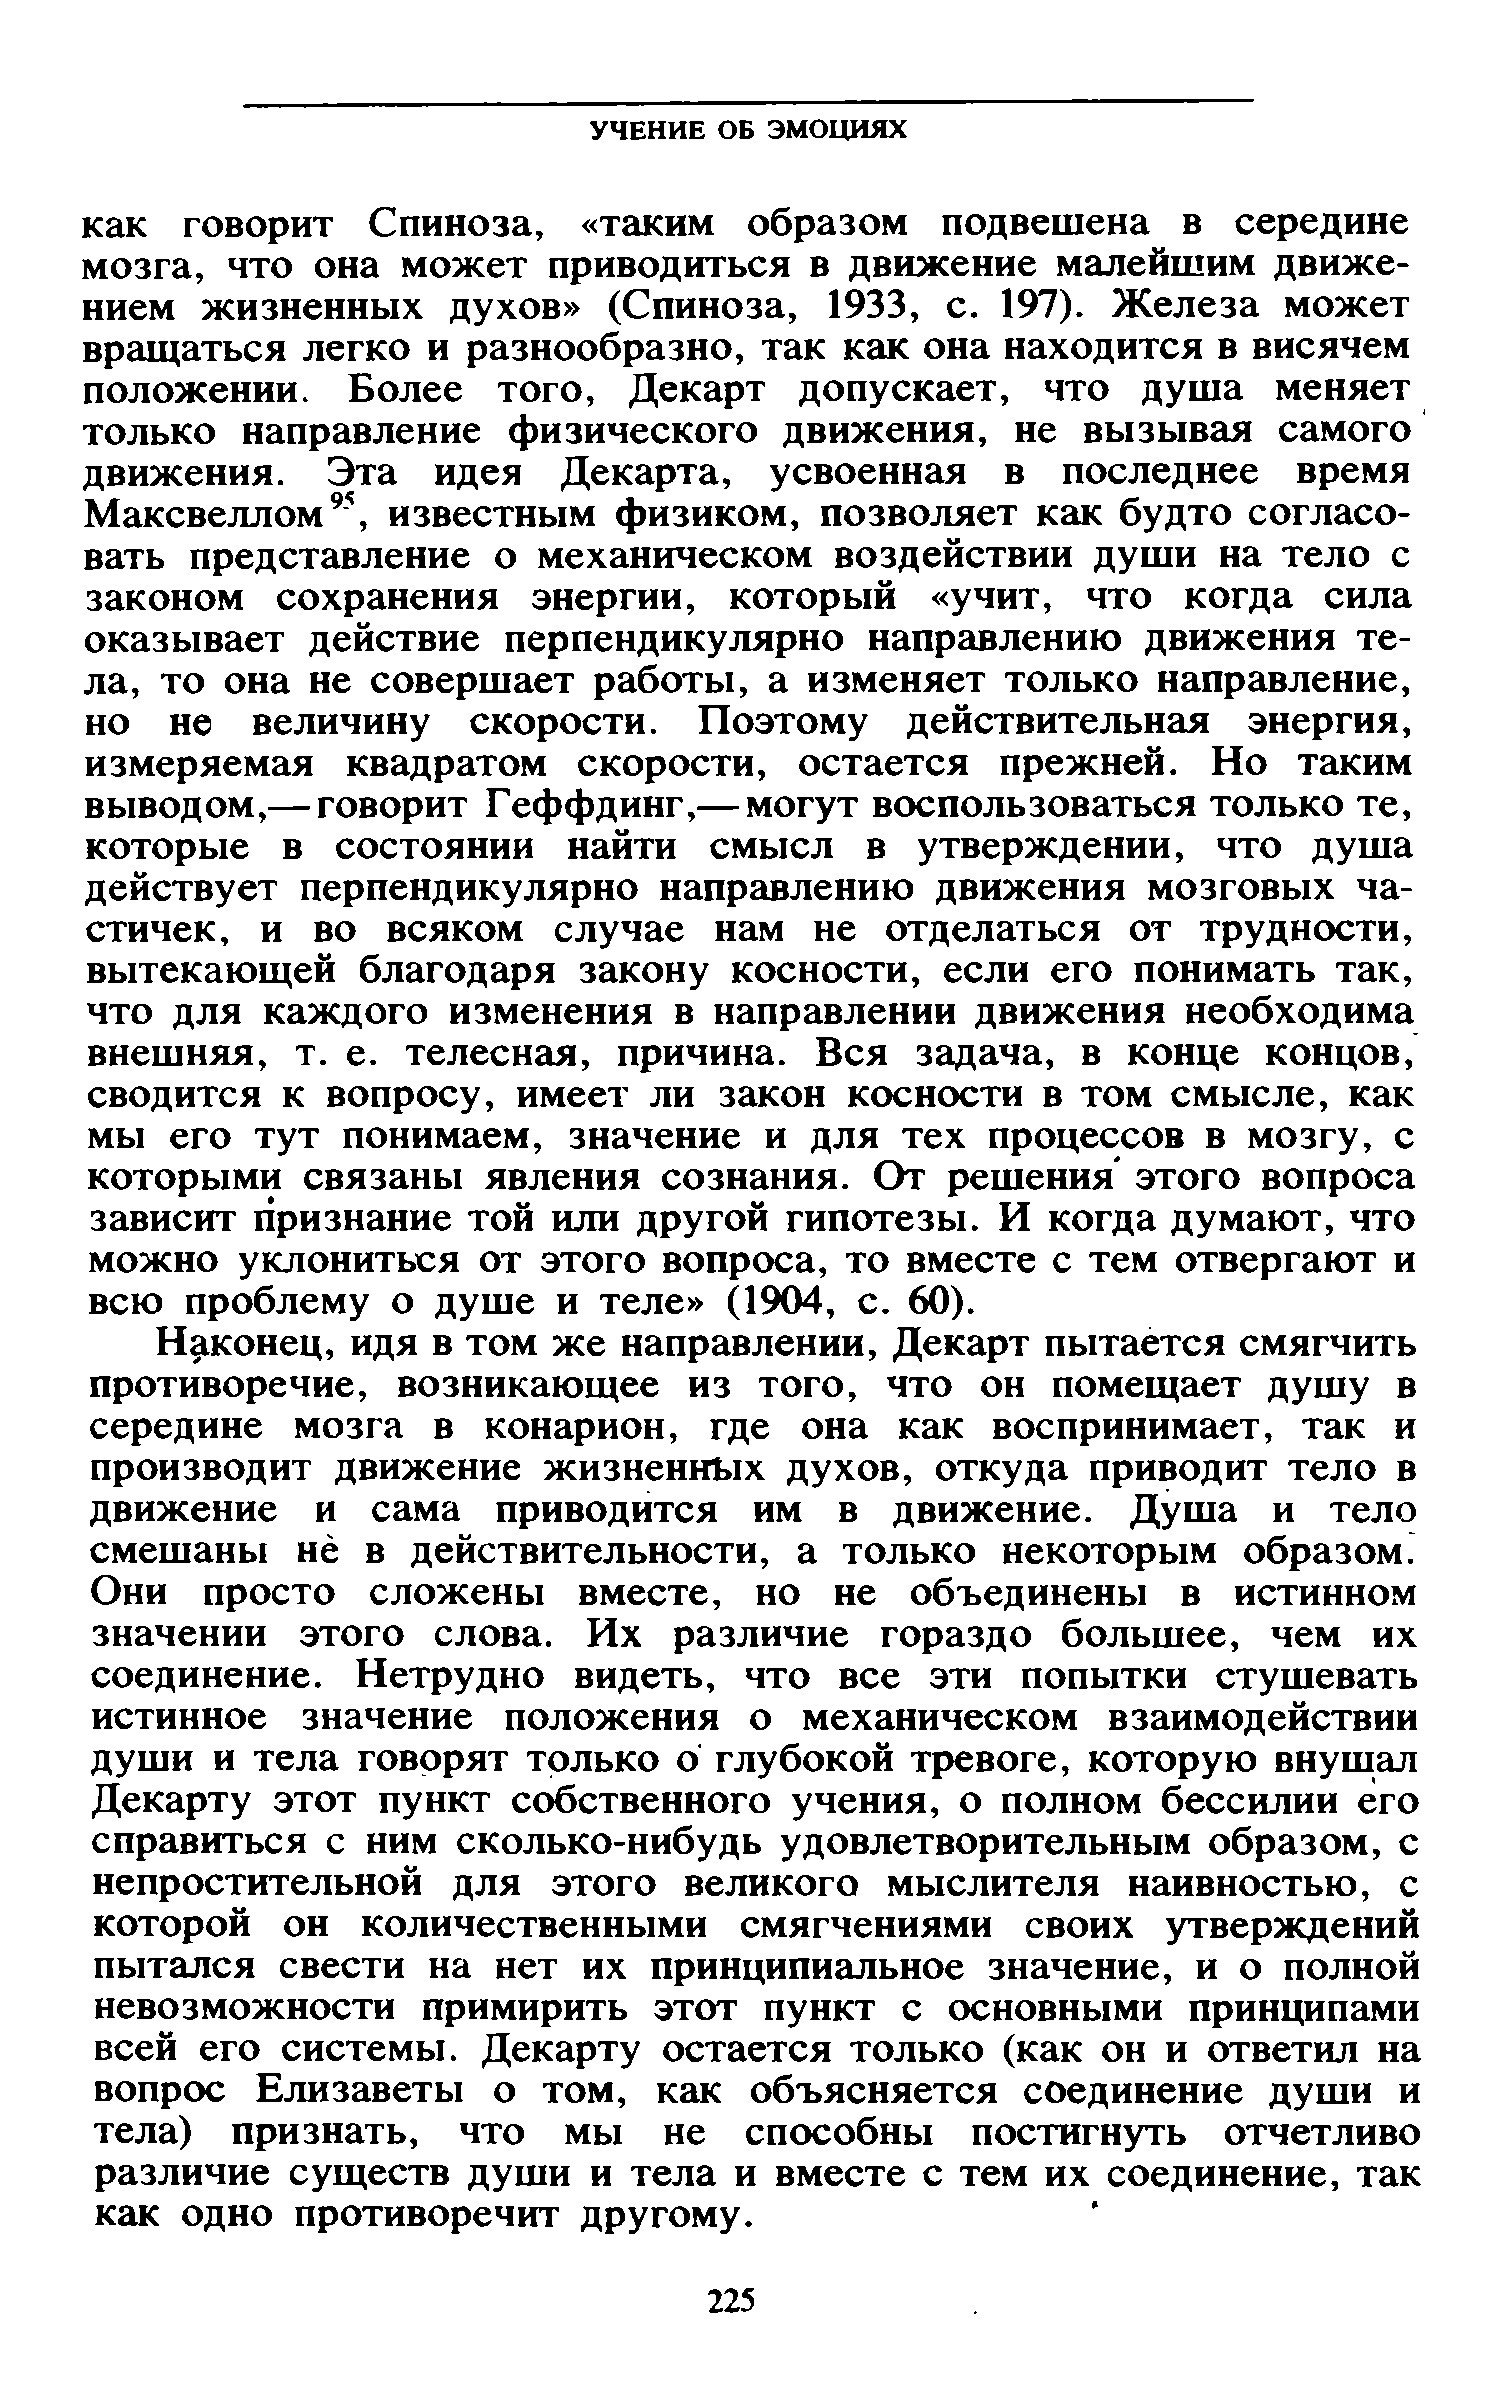 УЧЕНИЕ ОБ ЭМОЦИЯХ
как говорит Спиноза, «таким образом подвешена в середине
мозга, что она может приводиться в движение малейшим движе-
нием жизненных духов» (Спиноза, 1933, с. 197). Железа может
вращаться легко и разнообразно, так как она находится в висячем
положении. Более того, Декарт допускает, что душа меняет
только направление физического движения, не вызывая самого
движения. Эта идея Декарта, усвоенная в последнее время
Максвеллом95, известным физиком, позволяет как будто согласо-
вать представление о механическом воздействии души на тело с
законом сохранения энергии, который «учит, что когда сила
оказывает действие перпендикулярно направлению движения те-
ла, то она не совершает работы, а изменяет только направление,
но не величину скорости. Поэтому действительная энергия,
измеряемая квадратом скорости, остается прежней. Но таким
выводом,—говорит Геффдинг,—могут воспользоваться только те,
которые в состоянии найти смысл в утверждении, что душа
действует перпендикулярно направлению движения мозговых ча-
стичек, и во всяком случае нам не отделаться от трудности,
вытекающей благодаря закону косности, если его понимать так,
что для каждого изменения в направлении движения необходима
внешняя, т. е. телесная, причина. Вся задача, в конце концов,
сводится к вопросу, имеет ли закон косности в том смысле, как
мы его тут понимаем, значение и для тех процессов в мозгу, с
которыми связаны явления сознания. От решения этого вопроса
зависит признание той или другой гипотезы. И когда думают, что
можно уклониться от этого вопроса, то вместе с тем отвергают и
всю проблему о душе и теле» (1904, с. 60).
Наконец, идя в том же направлении, Декарт пытается смягчить
противоречие, возникающее из того, что он помещает душу в
середине мозга в конарион, где она как воспринимает, так и
производит движение жизненных духов, откуда приводит тело в
движение и сама приводится им в движение. Душа и тело
смешаны не в действительности, а только некоторым образом.
Они просто сложены вместе, но не объединены в истинном
значении этого слова. Их различие гораздо большее, чем их
соединение. Нетрудно видеть, что все эти попытки стушевать
истинное значение положения о механическом взаимодействии
души и тела говорят только о глубокой тревоге, которую внушал
Декарту этот пункт собственного учения, о полном бессилии его
справиться с ним сколько-нибудь удовлетворительным образом, с
непростительной для этого великого мыслителя наивностью, с
которой он количественными смягчениями своих утверждений
пытался свести на нет их принципиальное значение, и о полной
невозможности примирить этот пункт с основными принципами
всей его системы. Декарту остается только (как он и ответил на
вопрос Елизаветы о том, как объясняется соединение души и
тела) признать, что мы не способны постигнуть отчетливо
различие существ души и тела и вместе с тем их соединение, так
как одно противоречит другому.
225